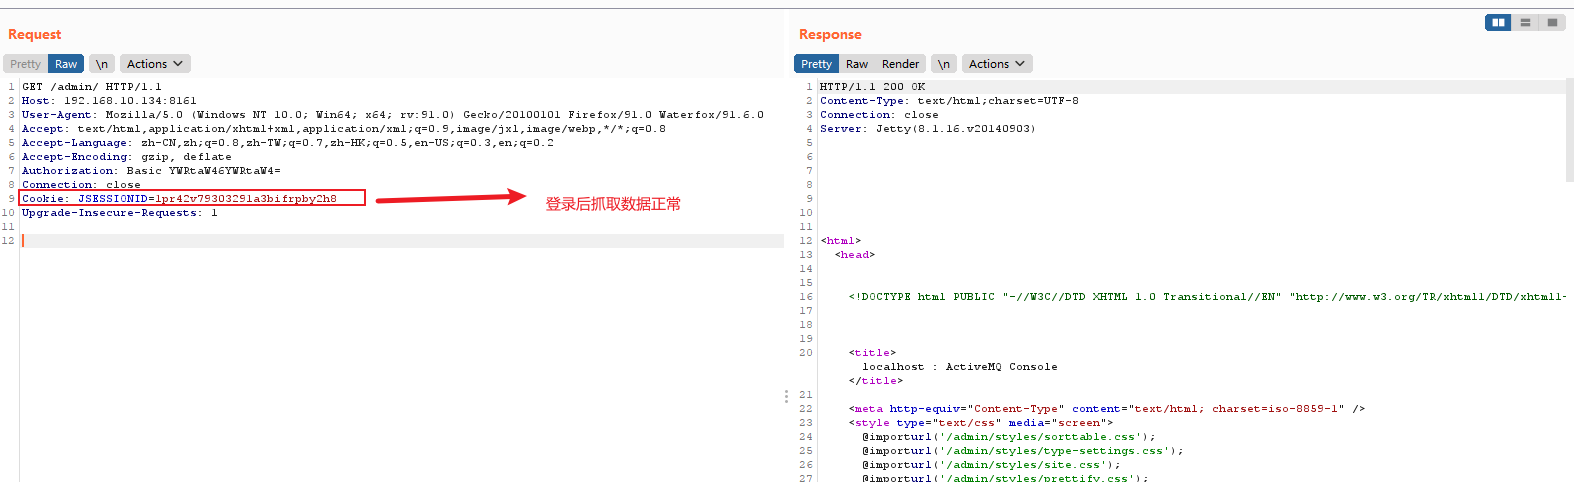 Request
Pretty Raw \n Actions
1 GET /admin/ HTTP/1.1
2 Host: 192.168.10.134:8161
3 User-Agent: Mozilla/5.0 (Windows NT 10.0; Win64; x64; rv:91.0) Gecko/20100101 Firefox/91.0 Waterfox/91.6.0
4 Accept: text/html,application/xhtml+xml,application/xml;q=0.9,image/jxl,image/webp,*/*;q=0.8
5 Accept-Language: zh-CN,zh;q=0.8,zh-TW;q=0.7,zh-HK;q=0.5,en-US;q=0.3,en;q=0.2
6 Accept-Encoding: gzip, deflate
7 Authorization: Basic YWRtaW46YWRtaW4=
8 Connection: close
9 Cookie: JSESSIONID=1pr42v79303291a3bifrpby2h8
10 Upgrade-Insecure-Requests: 1
11
12
登录后抓取数据正常
Response
Pretty Raw Render \n Actions
1 HTTP/1.1 200 OK
2 Content-Type: text/html;charset=UTF-8
3 Connection: close
4 Server: Jetty(8.1.16.v20140903)
5
6
7
8
9
10
11
12 <html>
13 <head>
14
15
16 <!DOCTYPE html PUBLIC "-//W3C//DTD XHTML 1.0 Transitional//EN" "http://www.w3.org/TR/xhtml1/DTD/xhtml1-
17
18
19
20 <title>
localhost : ActiveMQ Console
</title>
21
22 <meta http-equiv="Content-Type" content="text/html; charset=iso-8859-1" />
23 <style type="text/css" media="screen">
24 @importurl('/admin/styles/sorttable.css');
25 @importurl('/admin/styles/type-settings.css');
26 @importurl('/admin/styles/site.css');
27 @importurl('/admin/styles/prettify.css');